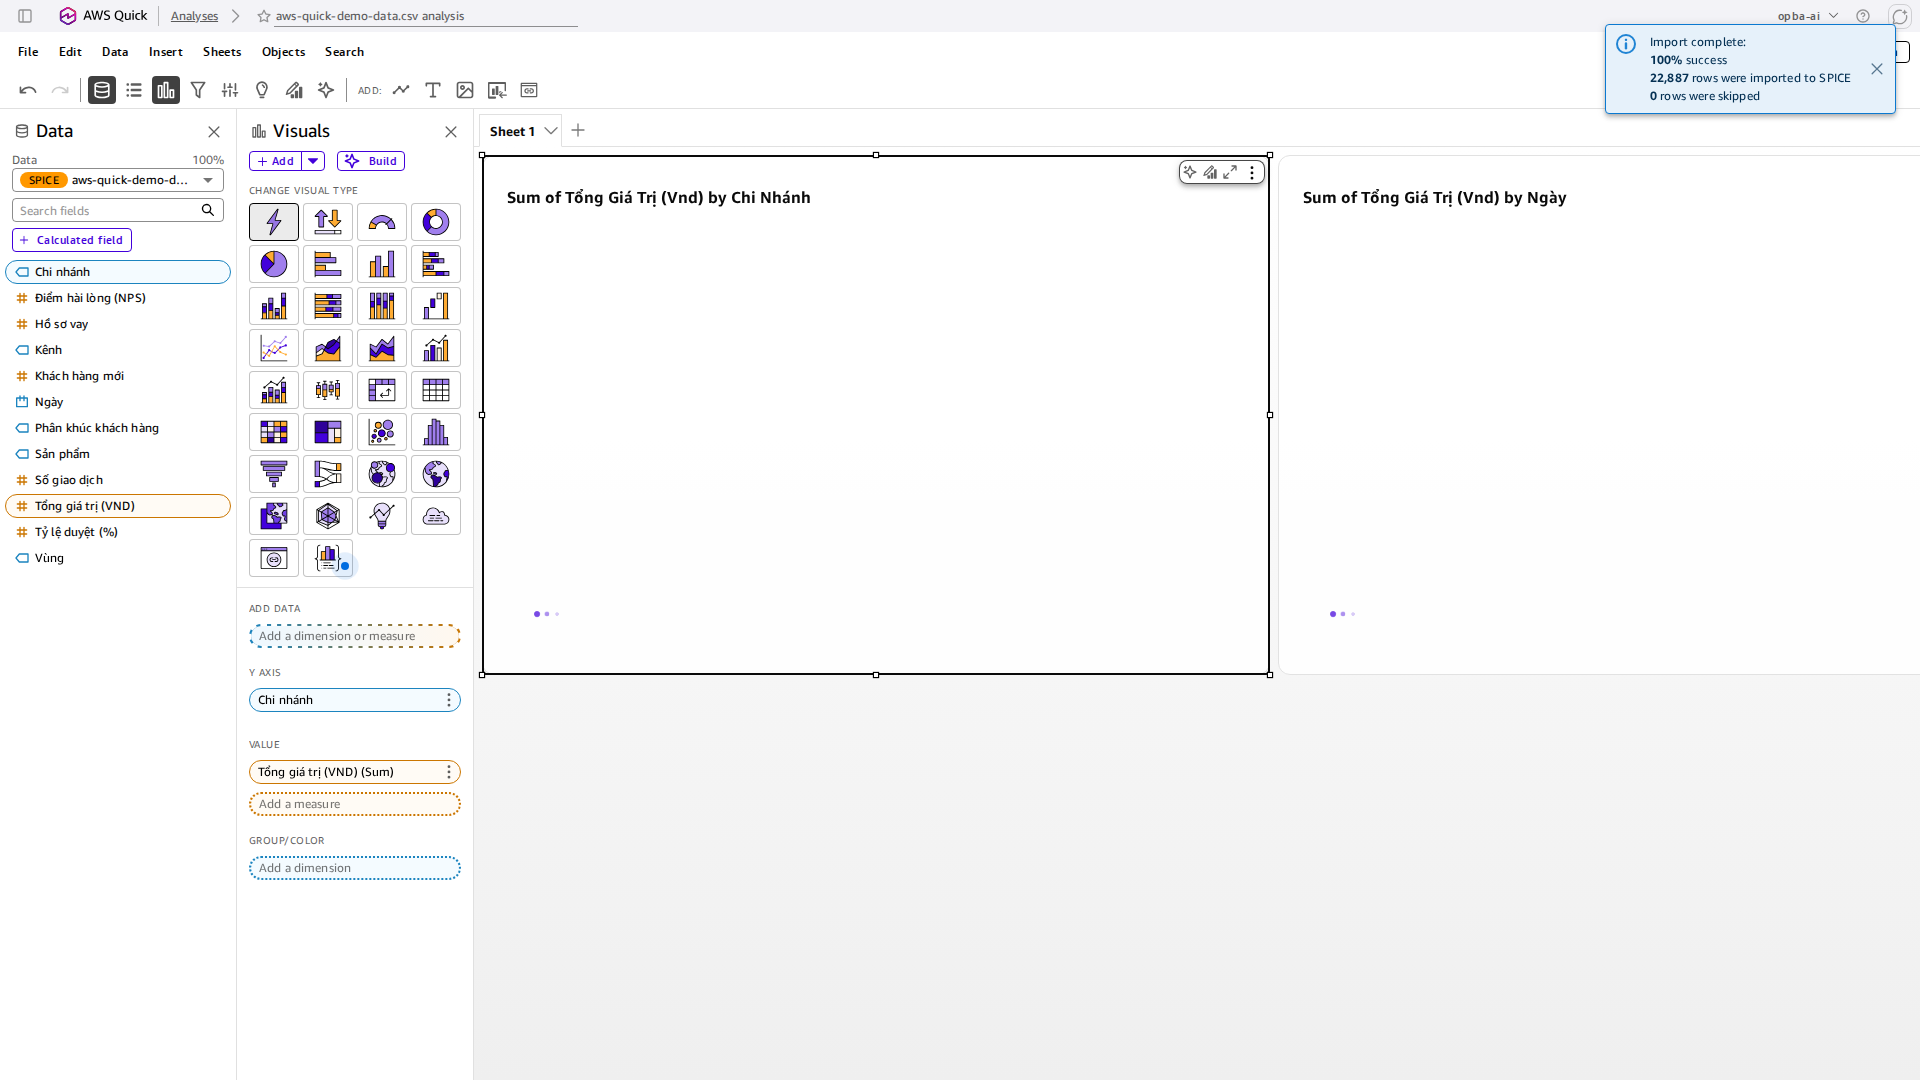 AWS Quick
Analyses
aws-quick-demo-data.csv analysis
opba-ai
File
Edit
Data
Insert
Sheets
Objects
Search
Import complete:
100% success
22,887 rows were imported to SPICE
0 rows were skipped
ADD:
Data
Data
100%
SPICE
aws-quick-demo-d...
Search fields
+ Calculated field
Chi nhánh
Điểm hài lòng (NPS)
Hồ sơ vay
Kênh
Khách hàng mới
Ngày
Phân khúc khách hàng
Sản phẩm
Số giao dịch
Tổng giá trị (VND)
Tỷ lệ duyệt (%)
Vùng
Visuals
+ Add
Build
CHANGE VISUAL TYPE
ADD DATA
Add a dimension or measure
Y AXIS
Chi nhánh
VALUE
Tổng giá trị (VND) (Sum)
Add a measure
GROUP/COLOR
Add a dimension
Sheet 1
Sum of Tổng Giá Trị (Vnd) by Chi Nhánh
Sum of Tổng Giá Trị (Vnd) by Ngày